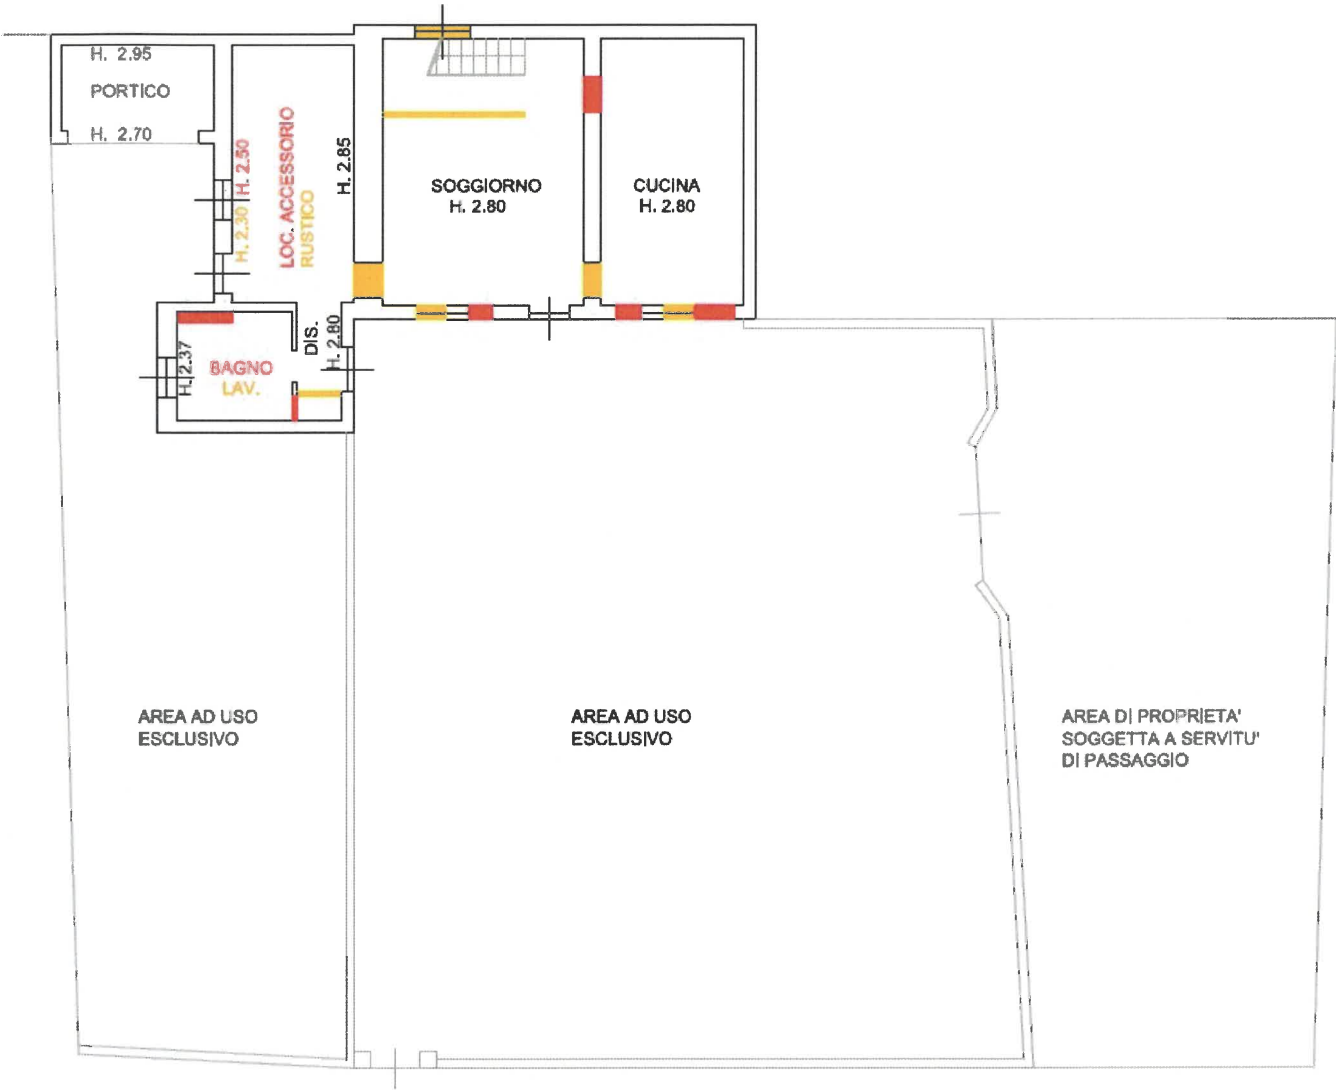 H. 2.95
PORTICO
H. 2.70
H. 2.50
H. 2.30
LOC. ACCESSORIO
RUSTICO
H. 2.85
SOGGIORNO
H. 2.80
CUCINA
H. 2.80
DIS.
H. 2.80
H. 2.37
BAGNO
LAV.
AREA AD USO
ESCLUSIVO
AREA AD USO
ESCLUSIVO
AREA DI PROPRIETA'
SOGGETTA A SERVITU'
DI PASSAGGIO